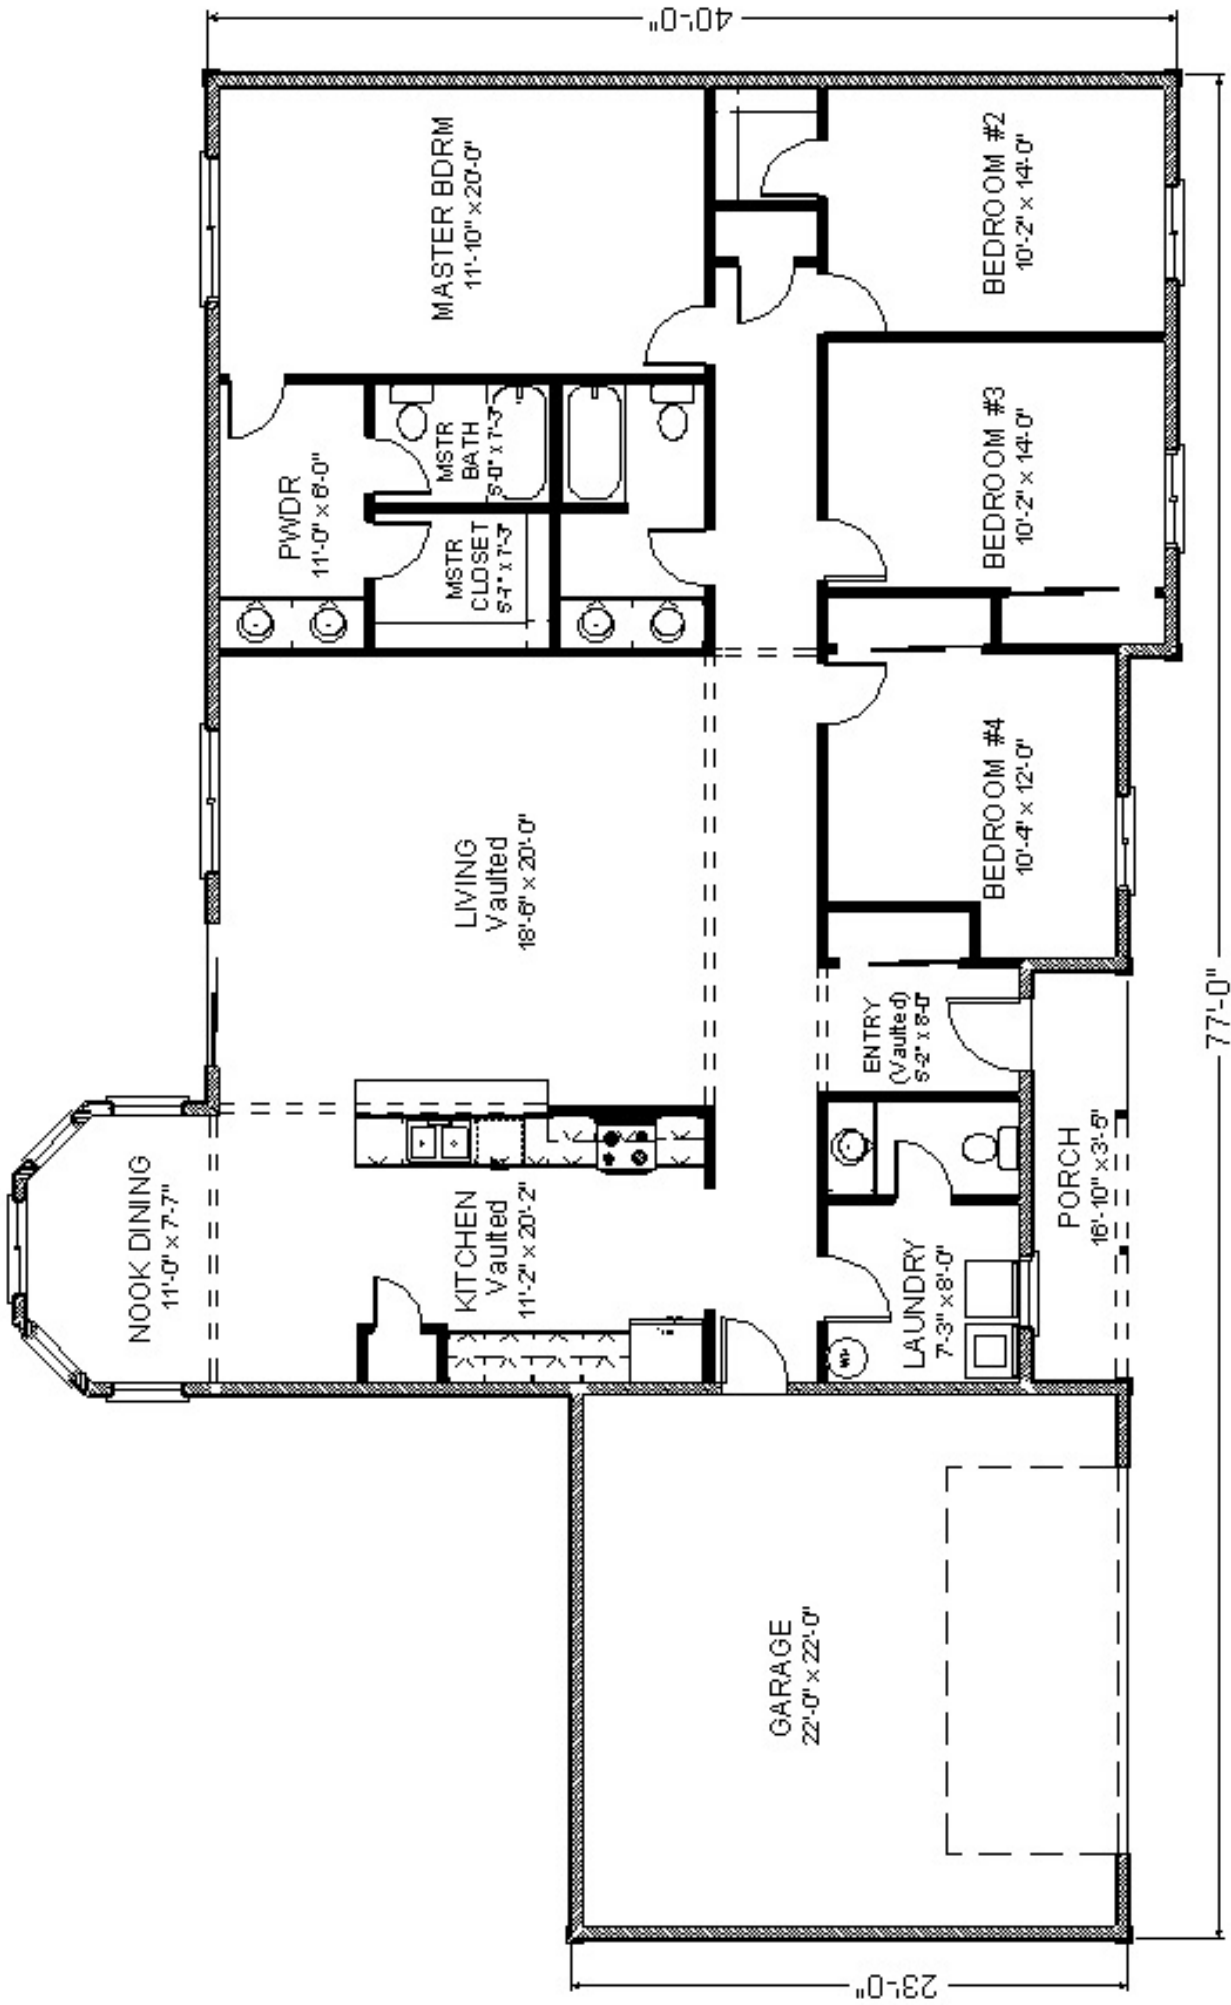 NOOK DINING
11'-0" x 7'-7"
PWDR
11'-0" x 6'-0"
MASTER BDRM
11'-10" x 20'-0"
KITCHEN
Vaulted
11'-2" x 20'-2"
LIVING
Vaulted
18'-6" x 20'-0"
MSTR
CLOSET
5'-7" x 7'-3"
MSTR
BATH
5'-0" x 7'-3"
40'-0"
GARAGE
22'-0" x 22'-0"
23'-0"
WH
LAUNDRY
7'-3" x 8'-0"
ENTRY
(Vaulted)
5'-2" x 8'-0"
BEDROOM #4
10'-4" x 12'-0"
BEDROOM #3
10'-2" x 14'-0"
BEDROOM #2
10'-2" x 14'-0"
PORCH
16'-10" x 3'-6"
77'-0"